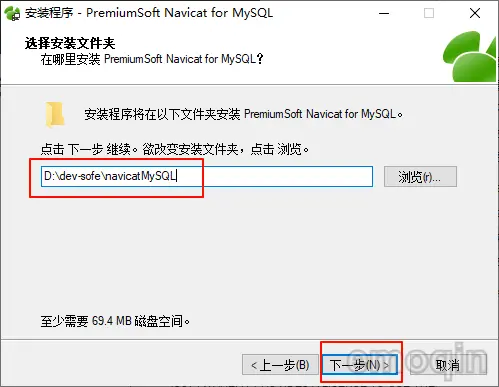 安装程序 - PremiumSoft Navicat for MySQL
选择安装文件夹
在哪里安装 PremiumSoft Navicat for MySQL?
安装程序将在以下文件夹安装 PremiumSoft Navicat for MySQL。
点击 下一步 继续。欲改变安装文件夹，点击 浏览。
D:\dev-sofe\navicatMySQL
浏览(r)...
至少需要 69.4 MB 磁盘空间。
< 上一步(B)
下一步(N) >
取消
emoqin